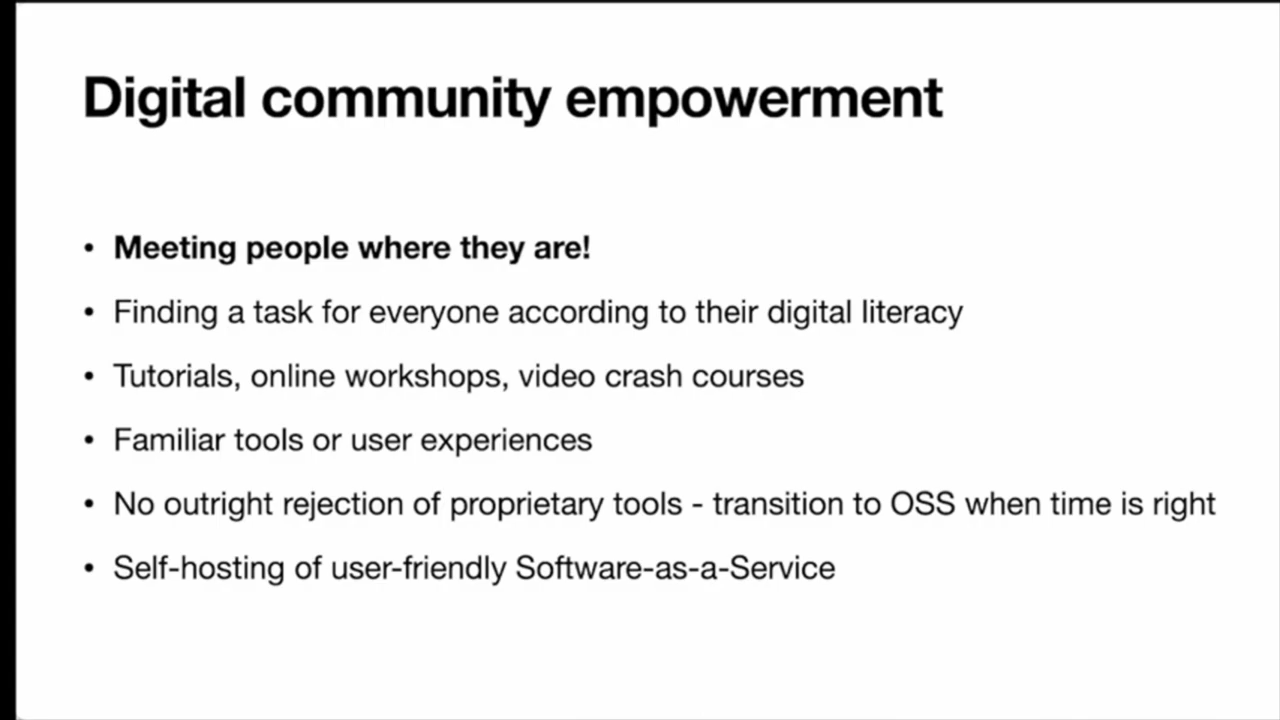 Digital community empowerment
• Meeting people where they are!
• Finding a task for everyone according to their digital literacy
• Tutorials, online workshops, video crash courses
• Familiar tools or user experiences
• No outright rejection of proprietary tools - transition to OSS when time is right
• Self-hosting of user-friendly Software-as-a-Service